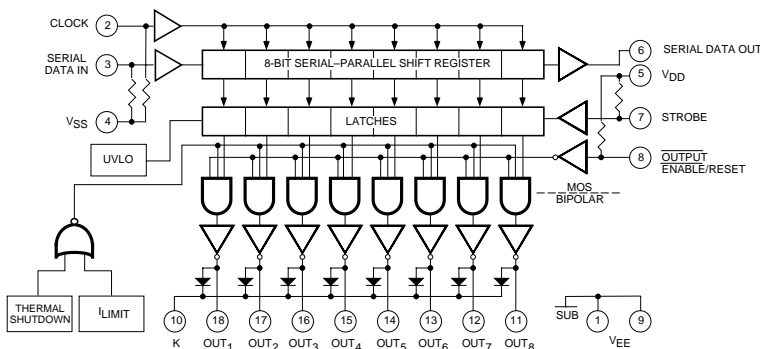 CLOCK 2
SERIAL
DATA IN 3
VSS 4
8-BIT SERIAL–PARALLEL SHIFT REGISTER
LATCHES
UVLO
6 SERIAL DATA OUT
5 VDD
7 STROBE
8 OUTPUT
ENABLE/RESET
MOS
BIPOLAR
THERMAL
SHUTDOWN
ILIMIT
SUB
10 18 17 16 15 14 13 12 11 1 9
K OUT1 OUT2 OUT3 OUT4 OUT5 OUT6 OUT7 OUT8 VEE